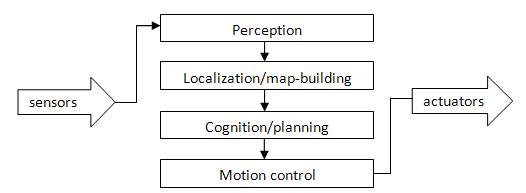 Perception
Localization/map-building
sensors
actuators
Cognition/planning
Motion control